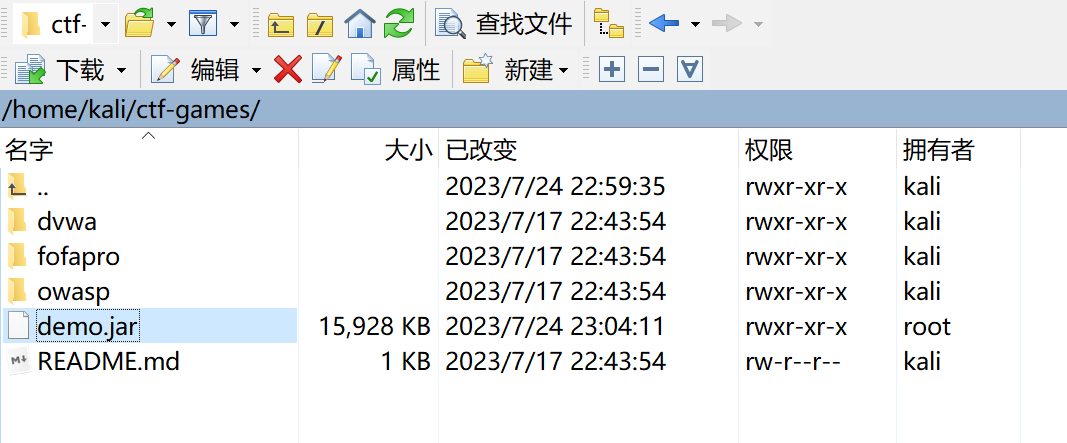 ctf- 查找文件
下载 编辑 属性 新建
/home/kali/ctf-games/
名字 大小 已改变 权限 拥有者
.. 2023/7/24 22:59:35 rwxr-xr-x kali
dvwa 2023/7/17 22:43:54 rwxr-xr-x kali
fofapro 2023/7/17 22:43:54 rwxr-xr-x kali
owasp 2023/7/17 22:43:54 rwxr-xr-x kali
demo.jar 15,928 KB 2023/7/24 23:04:11 rwxr-xr-x root
README.md 1 KB 2023/7/17 22:43:54 rw-r--r-- kali